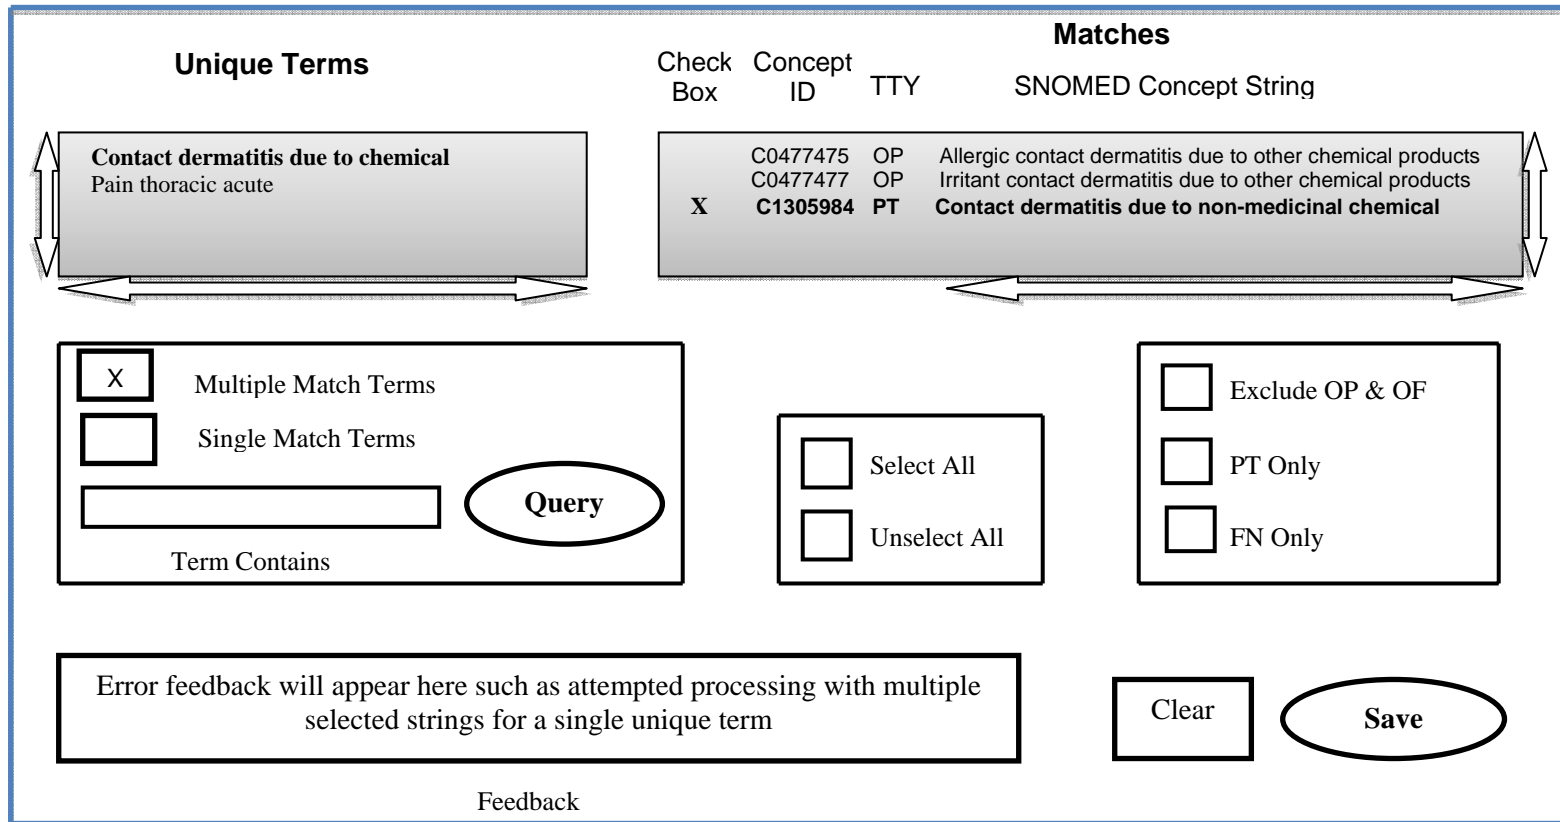 Unique Terms
Matches
Check Box
Concept ID
TTY
SNOMED Concept String
Contact dermatitis due to chemical
Pain thoracic acute
C0477475 OP Allergic contact dermatitis due to other chemical products
C0477477 OP Irritant contact dermatitis due to other chemical products
X C1305984 PT Contact dermatitis due to non-medicinal chemical
X Multiple Match Terms
Single Match Terms
Query
Term Contains
Select All
Unselect All
Exclude OP & OF
PT Only
FN Only
Error feedback will appear here such as attempted processing with multiple
selected strings for a single unique term
Feedback
Clear
Save